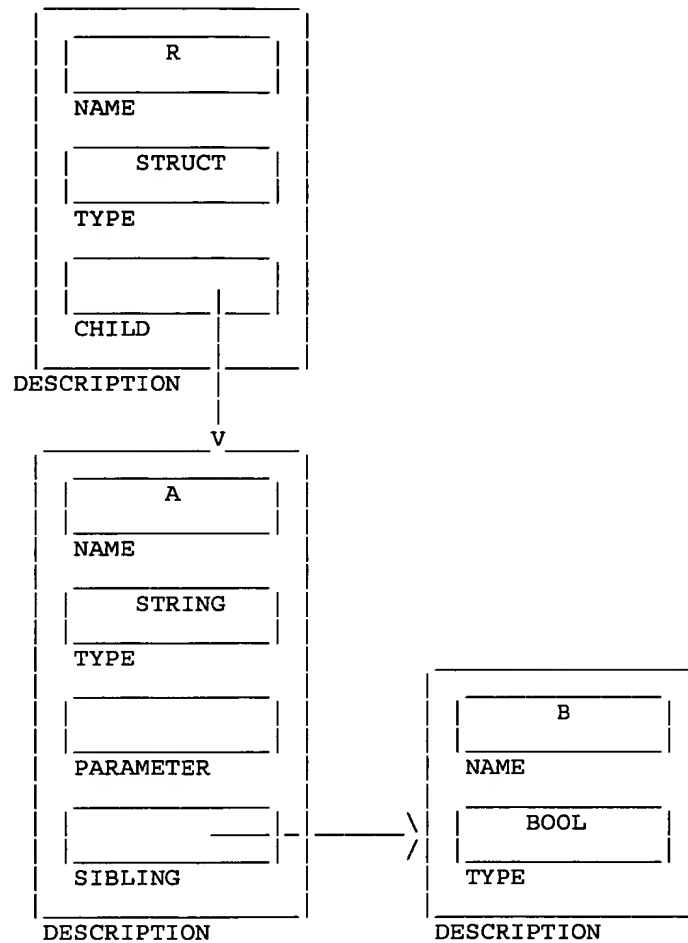 R
NAME
STRUCT
TYPE
CHILD
DESCRIPTION
V
A
NAME
STRING
TYPE
PARAMETER
SIBLING
DESCRIPTION
B
NAME
BOOL
TYPE
DESCRIPTION